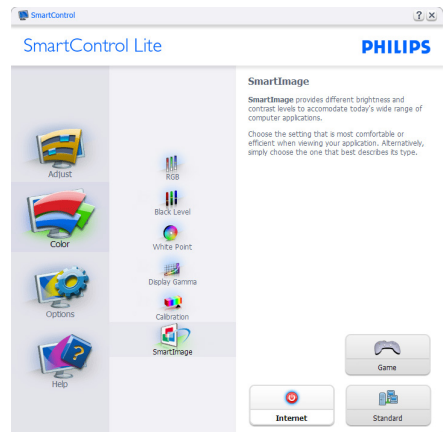 SmartControl
SmartControl Lite
PHILIPS
Adjust
Color
Options
Help
RGB
Black Level
White Point
Display Gamma
Calibration
SmartImage
SmartImage
SmartImage provides different brightness and
contrast levels to accomodate today's wide range of
computer applications.
Choose the setting that is most comfortable or
efficient when viewing your application. Alternatively,
simply choose the one that best describes its type.
Game
Internet
Standard